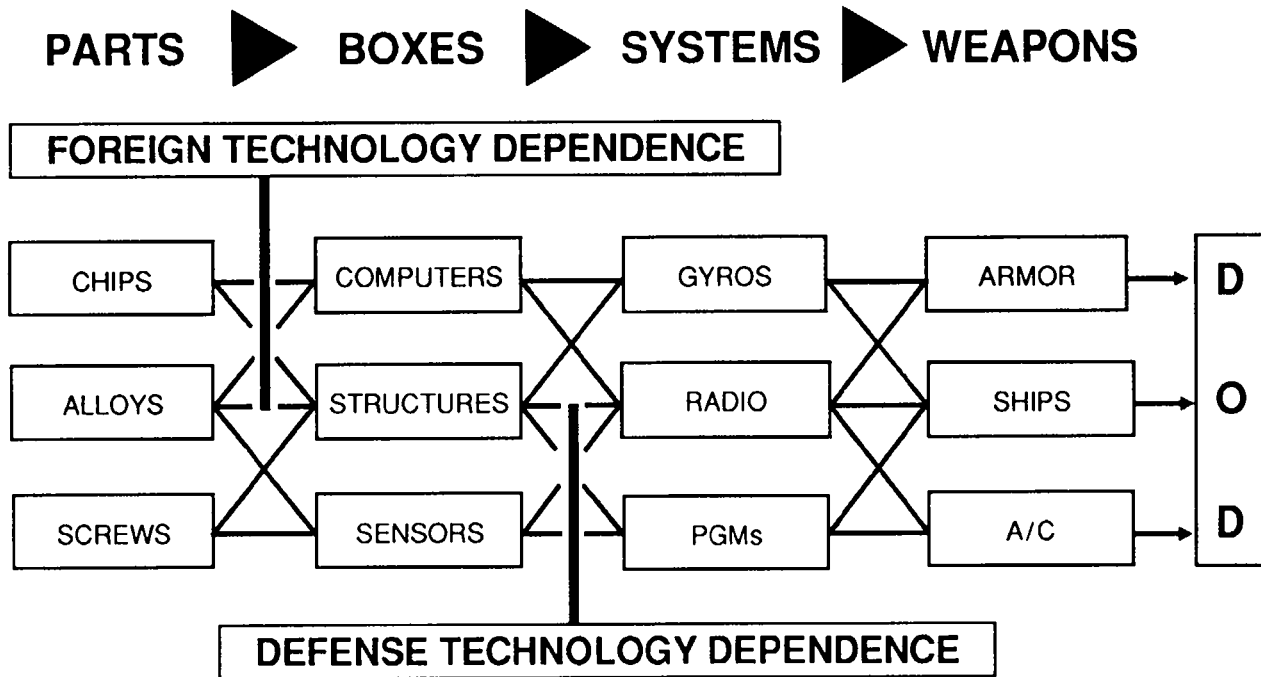 PARTS BOXES SYSTEMS WEAPONS
FOREIGN TECHNOLOGY DEPENDENCE
CHIPS COMPUTERS GYROS ARMOR D
ALLOYS STRUCTURES RADIO SHIPS O
SCREWS SENSORS PGMs A/C D
DEFENSE TECHNOLOGY DEPENDENCE